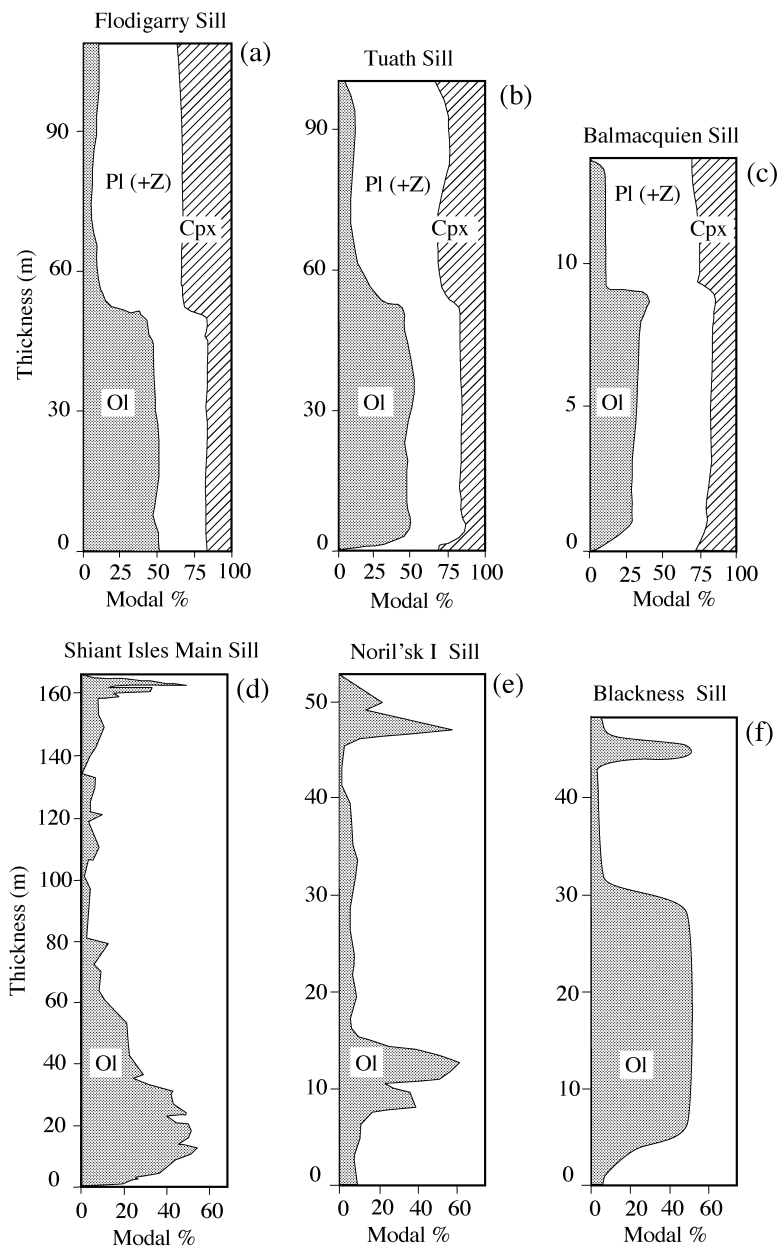 Flodigarry Sill
(a)
Thickness (m)
90
60
30
0
Pl (+Z)
Cpx
Ol
0 25 50 75 100
Modal %
Tuath Sill
(b)
90
60
30
0
Pl (+Z)
Cpx
Ol
0 25 50 75 100
Modal %
Balmacquien Sill
(c)
10
5
0
Pl (+Z)
Cpx
Ol
0 25 50 75 100
Modal %
Shiant Isles Main Sill
(d)
Thickness (m)
160
140
120
100
80
60
40
20
0
Ol
0 20 40 60
Modal %
Noril'sk I Sill
(e)
50
40
30
20
10
0
Ol
0 20 40 60
Modal %
Blackness Sill
(f)
40
30
20
10
0
Ol
0 20 40 60
Modal %